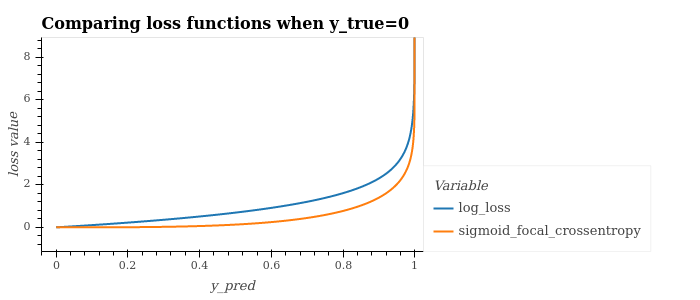 Comparing loss functions when y_true=0
loss value
8
6
4
2
0
0
0.2
0.4
0.6
0.8
1
y_pred
Variable
log_loss
sigmoid_focal_crossentropy